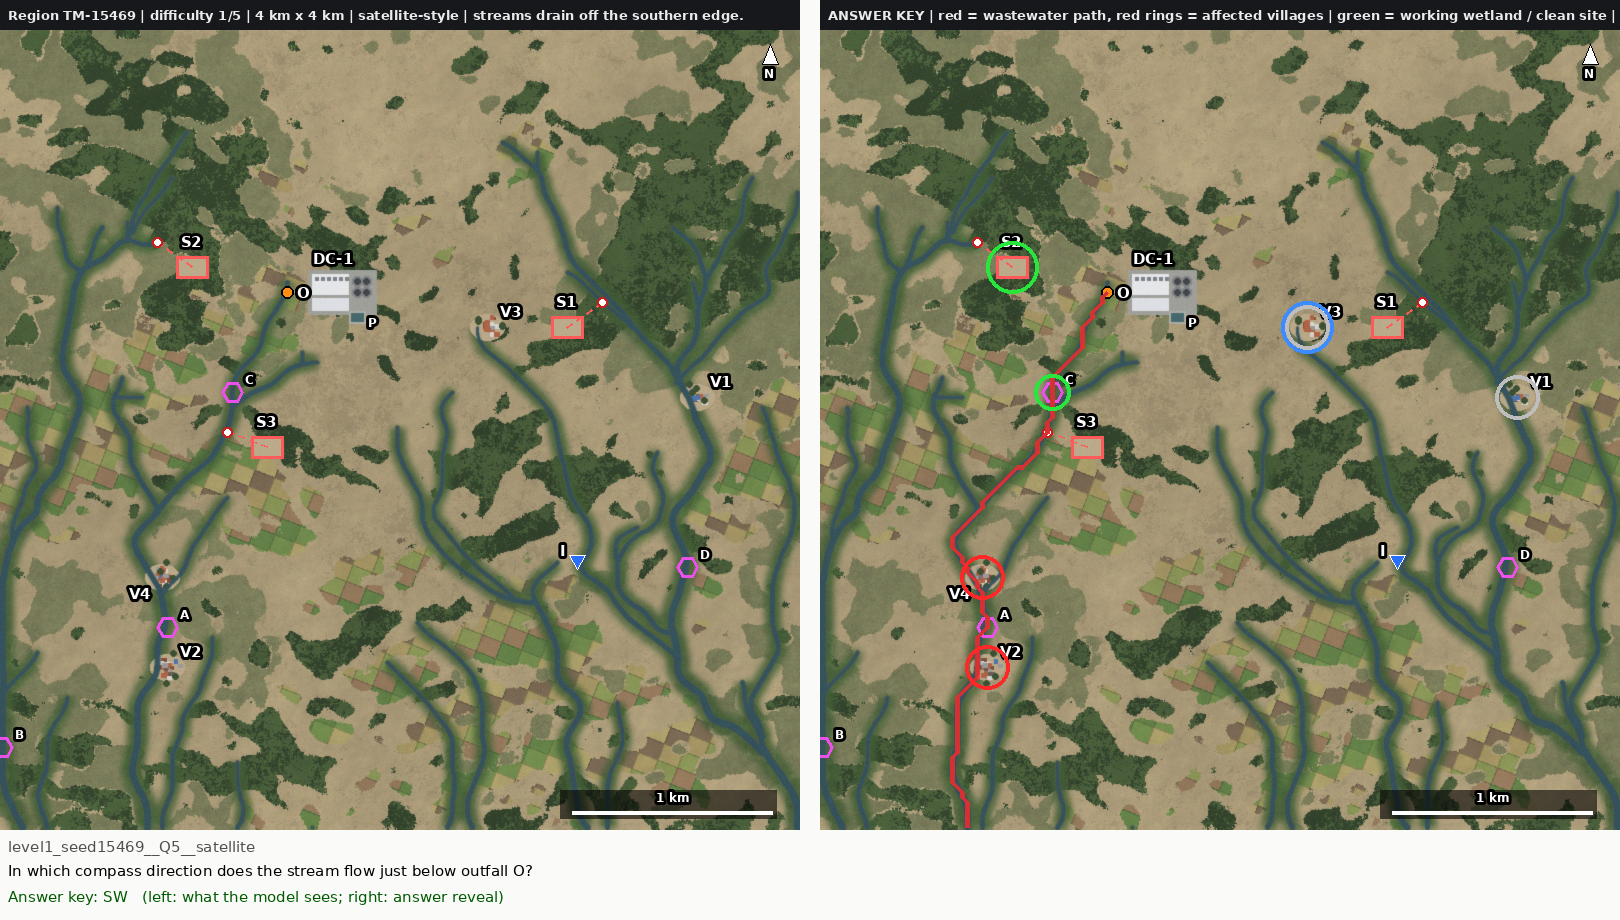 Region TM-15469 | difficulty 1/5 | 4 km x 4 km | satellite-style | streams drain off the southern edge.
N
S2
DC-1
O
P
V3
S1
V1
C
S3
I
D
V4
A
V2
B
1 km
ANSWER KEY | red = wastewater path, red rings = affected villages | green = working wetland / clean site |
N
S2
DC-1
O
P
V3
S1
V1
C
S3
I
D
V4
A
V2
B
1 km
level1_seed15469__Q5__satellite
In which compass direction does the stream flow just below outfall O?
Answer key: SW (left: what the model sees; right: answer reveal)